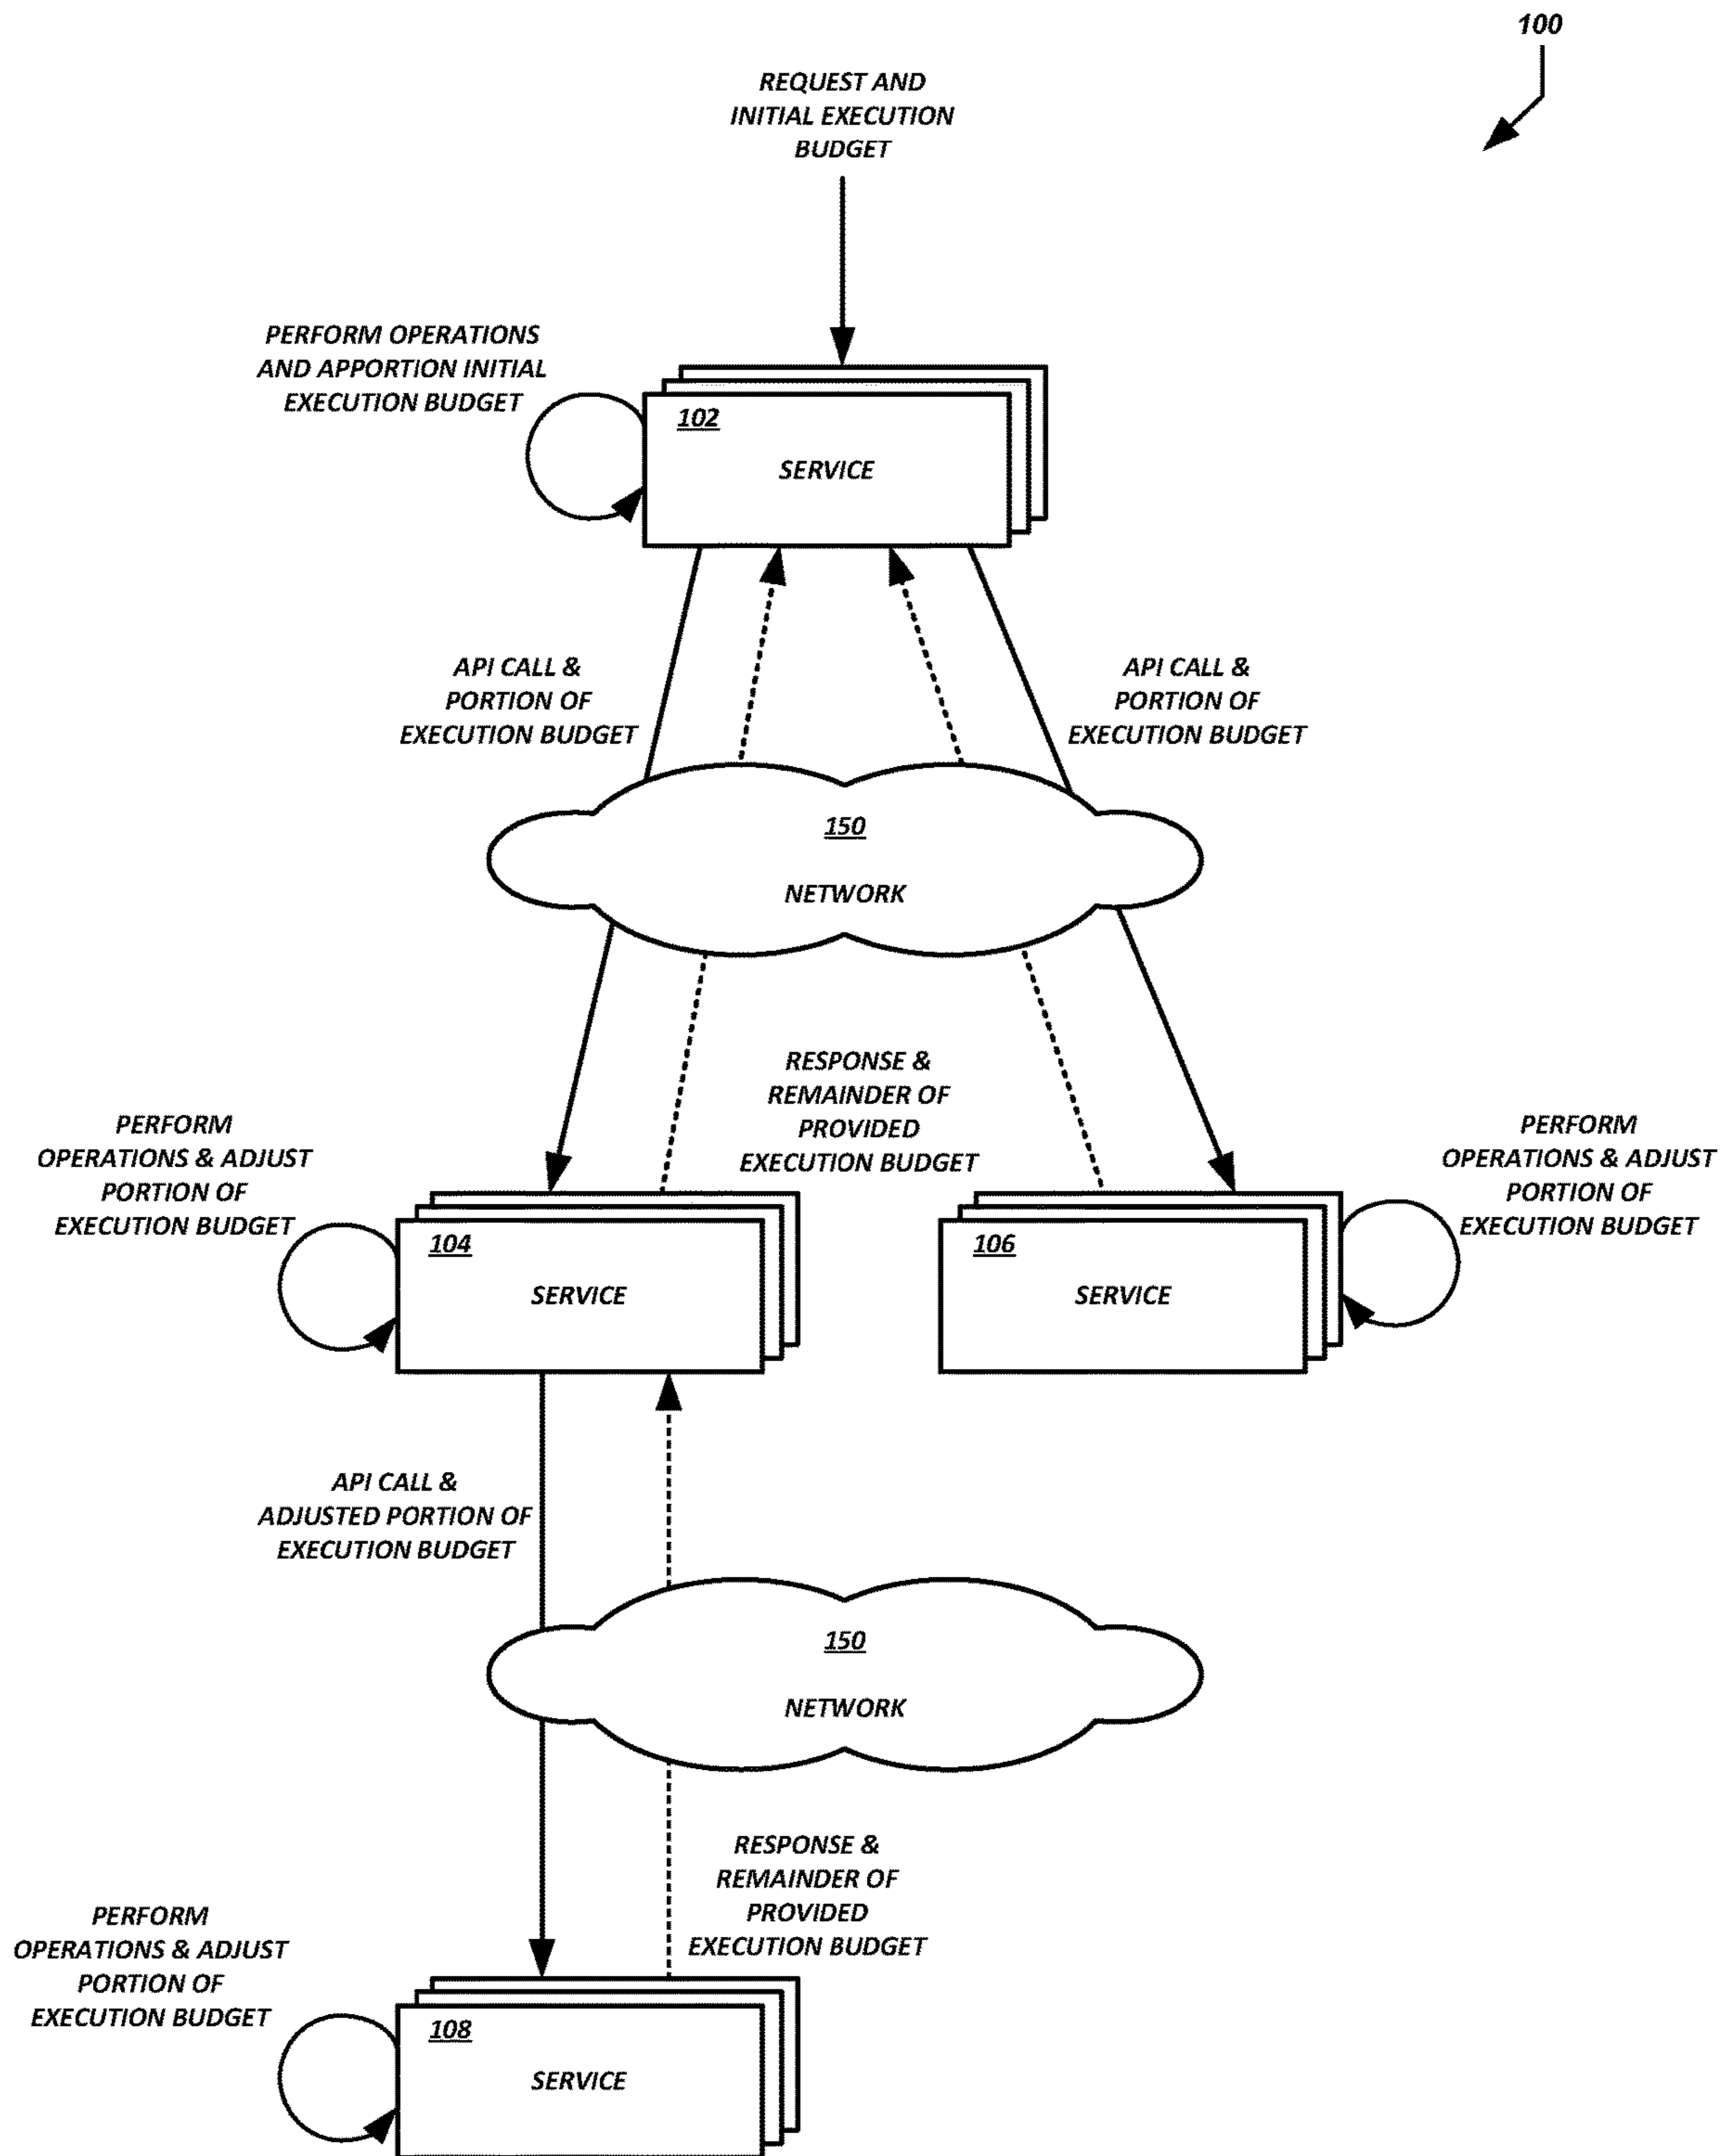 100
REQUEST AND
INITIAL EXECUTION
BUDGET
PERFORM OPERATIONS
AND APPORTION INITIAL
EXECUTION BUDGET
102
SERVICE
API CALL &
PORTION OF
EXECUTION BUDGET
API CALL &
PORTION OF
EXECUTION BUDGET
150
NETWORK
RESPONSE &
REMAINDER OF
PROVIDED
EXECUTION BUDGET
PERFORM
OPERATIONS & ADJUST
PORTION OF
EXECUTION BUDGET
PERFORM
OPERATIONS & ADJUST
PORTION OF
EXECUTION BUDGET
104
SERVICE
106
SERVICE
API CALL &
ADJUSTED PORTION OF
EXECUTION BUDGET
150
NETWORK
RESPONSE &
REMAINDER OF
PROVIDED
EXECUTION BUDGET
PERFORM
OPERATIONS & ADJUST
PORTION OF
EXECUTION BUDGET
108
SERVICE